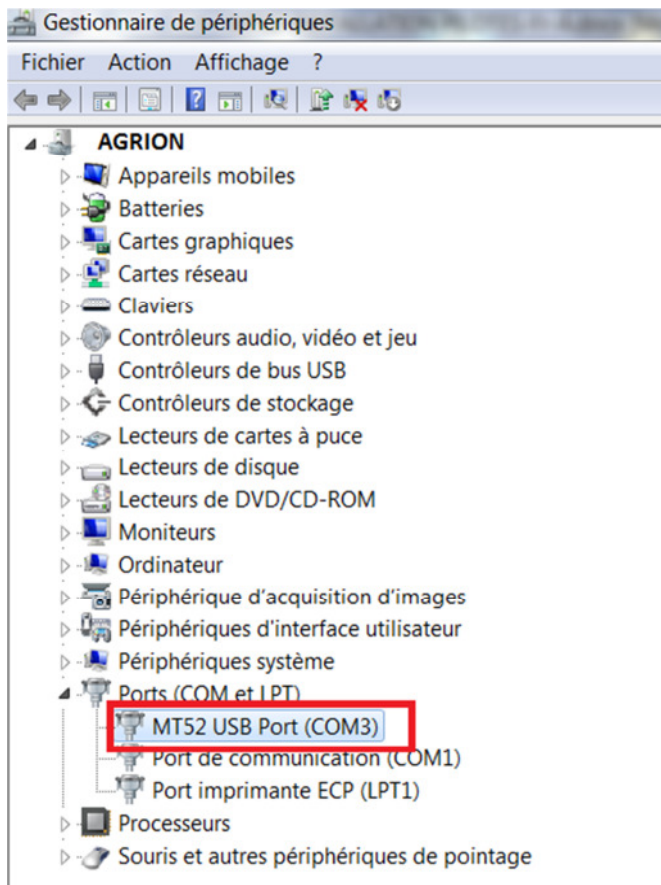 Gestionnaire de périphériques
Fichier Action Affichage ?
AGRION
Appareils mobiles
Batteries
Cartes graphiques
Cartes réseau
Claviers
Contrôleurs audio, vidéo et jeu
Contrôleurs de bus USB
Contrôleurs de stockage
Lecteurs de cartes à puce
Lecteurs de disque
Lecteurs de DVD/CD-ROM
Moniteurs
Ordinateur
Périphérique d'acquisition d'images
Périphériques d'interface utilisateur
Périphériques système
Ports (COM et LPT)
MT52 USB Port (COM3)
Port de communication (COM1)
Port imprimante ECP (LPT1)
Processeurs
Souris et autres périphériques de pointage